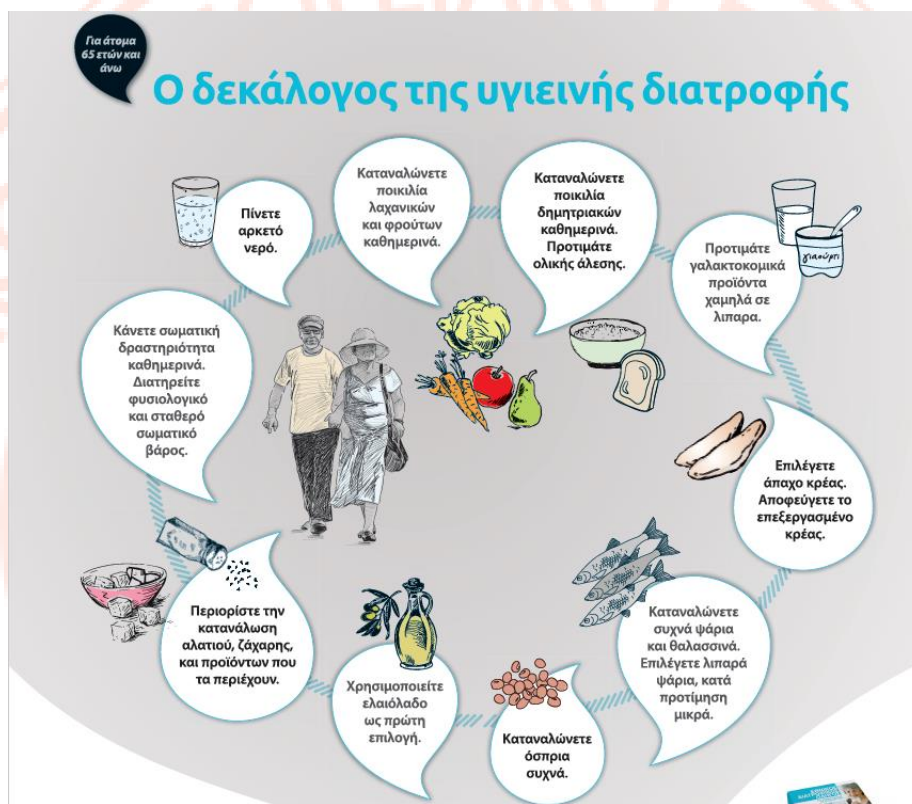 Για άτομα
65 ετών και
άνω
Ο δεκάλογος της υγιεινής διατροφής
Πίνετε
αρκετό
νερό.
Καταναλώνετε
ποικιλία
λαχανικών
και φρούτων
καθημερινά.
Καταναλώνετε
ποικιλία
δημητριακών
καθημερινά.
Προτιμάτε
ολικής άλεσης.
γιαούρτι
Προτιμάτε
γαλακτοκομικά
προϊόντα
χαμηλά σε
λιπαρα.
Κάνετε σωματική
δραστηριότητα
καθημερινά.
Διατηρείτε
φυσιολογικό
και σταθερό
σωματικό
βάρος.
Επιλέγετε
άπαχο κρέας.
Αποφεύγετε το
επεξεργασμένο
κρέας.
Περιορίστε την
κατανάλωση
αλατιού, ζάχαρης,
και προϊόντων που
τα περιέχουν.
Χρησιμοποιείτε
ελαιόλαδο
ως πρώτη
επιλογή.
Καταναλώνετε
όσπρια
συχνά.
Καταναλώνετε
συχνά ψάρια
και θαλασσινά.
Επιλέγετε λιπαρά
ψάρια, κατά
προτίμηση
μικρά.